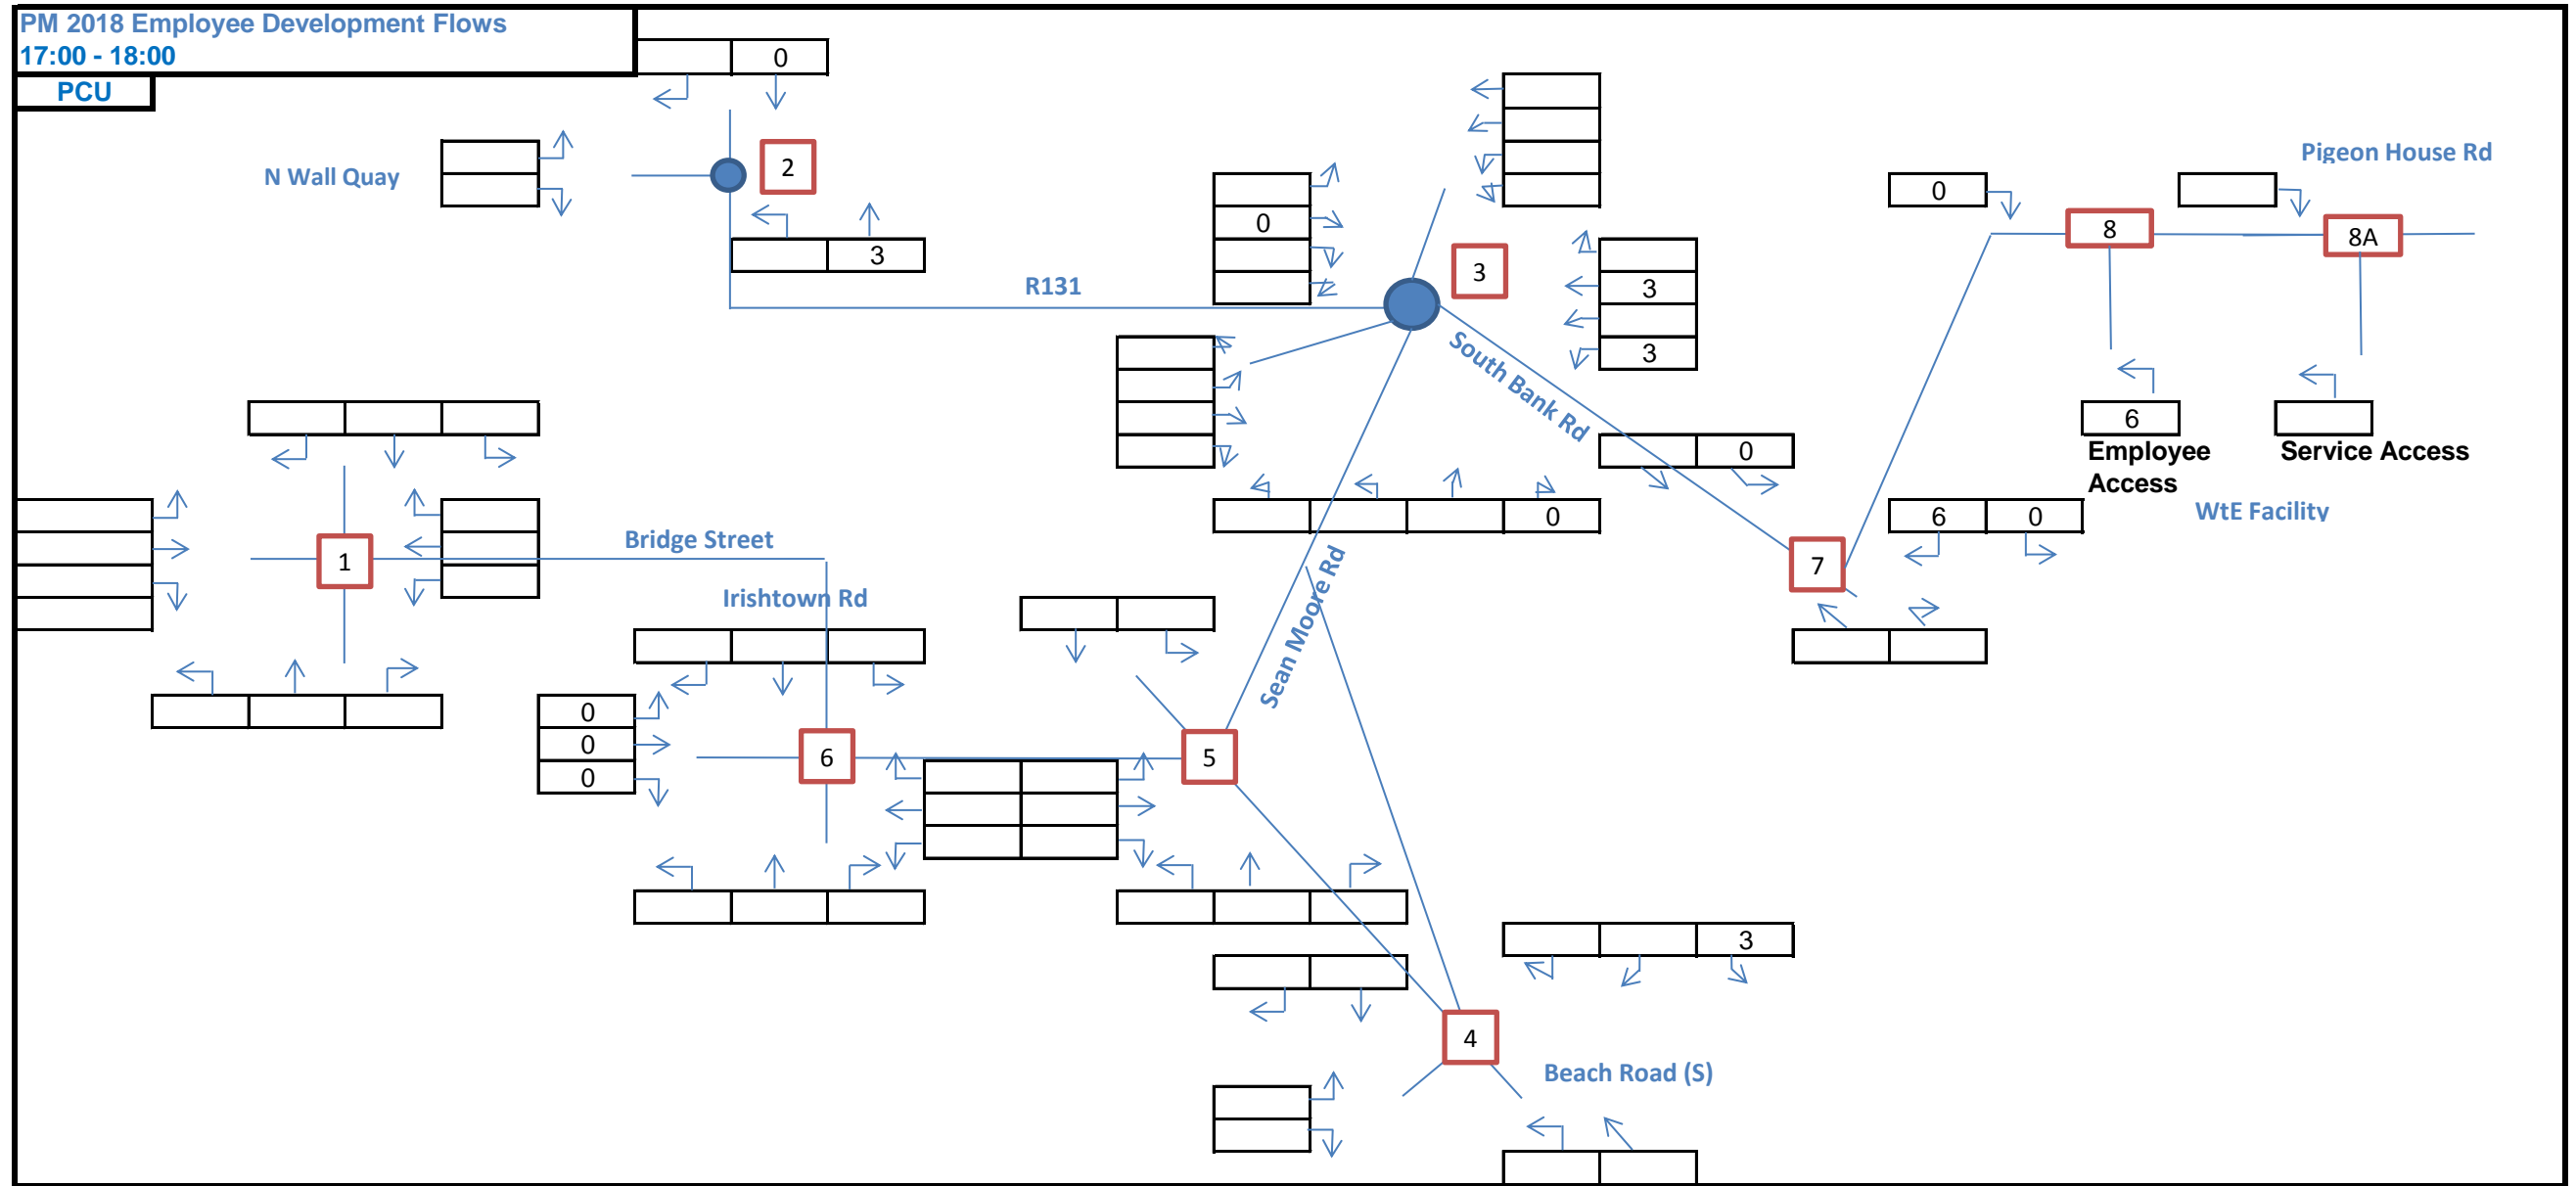 PM 2018 Employee Development Flows
17:00 - 18:00
PCU
0
N Wall Quay
2
3
R131
0
3
3
3
South Bank Rd
Pigeon House Rd
0
8
8A
6
Employee
Access
Service Access
WtE Facility
0
6
0
7
0
Sean Moore Rd
1
Bridge Street
Irishtown Rd
0
0
0
6
5
3
4
Beach Road (S)